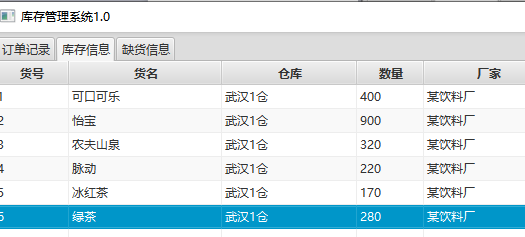 库存管理系统1.0
订单记录 库存信息 缺货信息
货号 货名 仓库 数量 厂家
1 可口可乐 武汉1仓 400 某饮料厂
2 怡宝 武汉1仓 900 某饮料厂
3 农夫山泉 武汉1仓 320 某饮料厂
4 脉动 武汉1仓 220 某饮料厂
5 冰红茶 武汉1仓 170 某饮料厂
6 绿茶 武汉1仓 280 某饮料厂